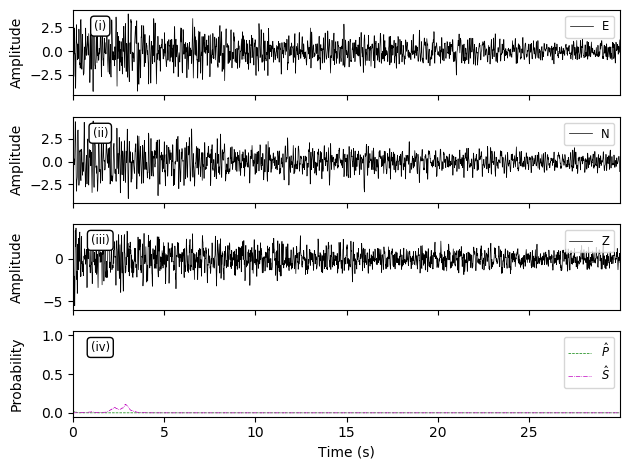 Amplitude
2.5
0.0
−2.5
(i)
E
Amplitude
2.5
0.0
−2.5
(ii)
N
Amplitude
0
−5
(iii)
Z
Probability
1.0
0.5
0.0
(iv)
P̂
Ŝ
0 5 10 15 20 25
Time (s)